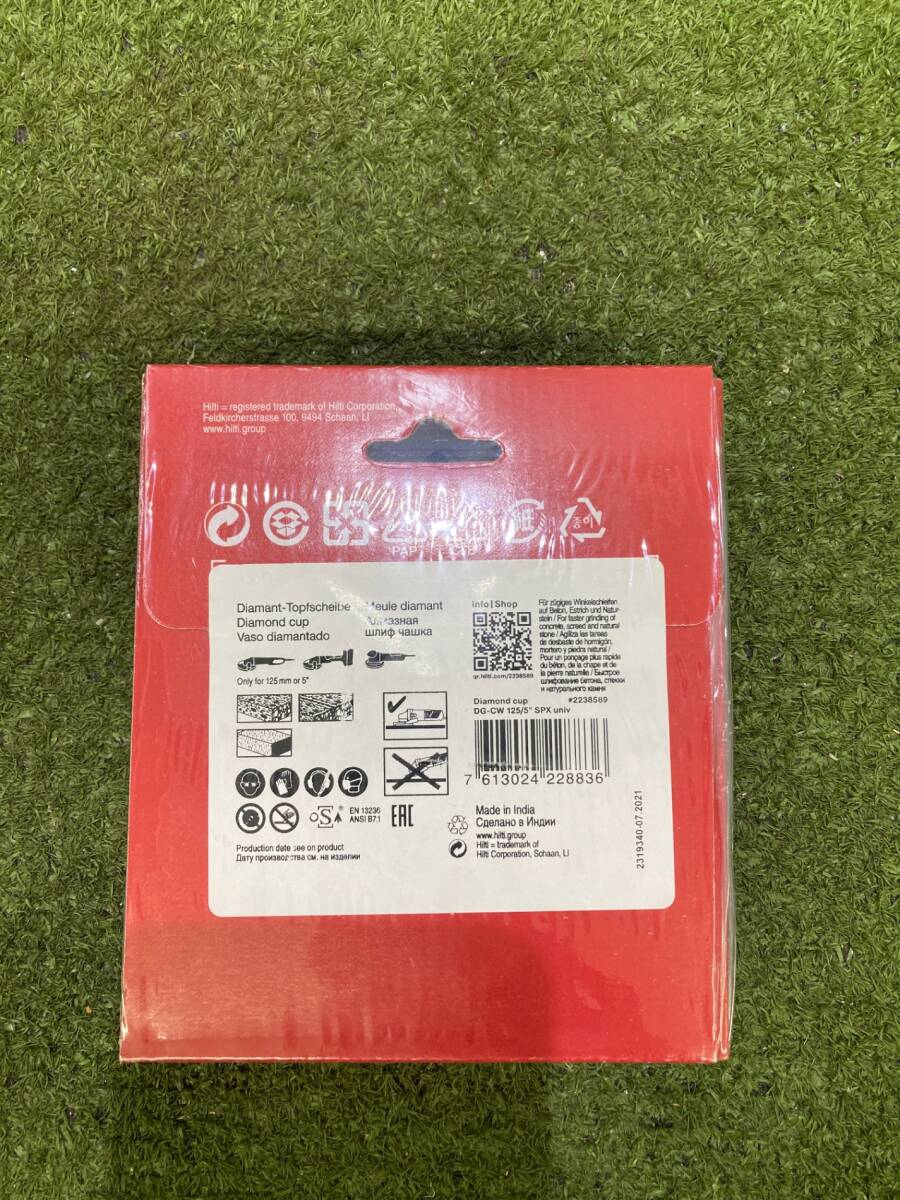 Hilti = registered trademark of Hilti Corporation,
Feldkircherstrasse 100, 9494 Schaan, LI
www.hilti.group
종이
PAP
Diamant-Topfscheibe
Diamond cup
Vaso diamantado
Meule diamant
Алмазная
шлиф чашка
Only for 125 mm or 5"
Info | Shop
qr.hilti.com/2238589
Für zügiges Winkelschleifen
auf Beton, Estrich und Natur-
stein / For faster grinding of
concrete, screed and natural
stone / Agiliza las tareas
de desbaste de hormigón,
mortero y piedra natural /
Pour un ponçage plus rapide
du béton, de la chape et de
la pierre naturelle / Быстрое
шлифование бетона, стяжки
и натурального камня
Diamond cup #2238589
DG-CW 125/5" SPX univ
7 613024 228836
oSa ®
EN 13236
ANSI B7.1
EAC
Production date see on product
Дату производства см. на изделии
Made in India
Сделано в Индии
www.hilti.group
Hilti = trademark of
Hilti Corporation, Schaan, LI
2319340-07.2021